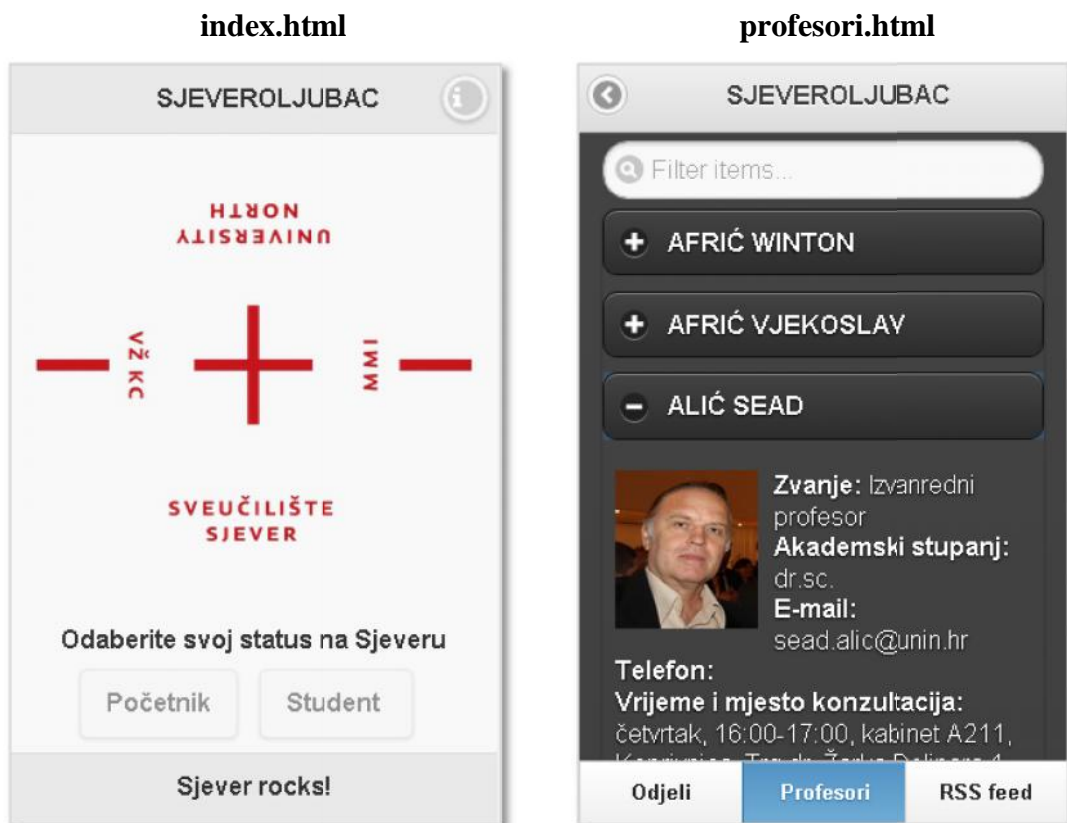 index.html
profesori.html
SJEVEROLJUBAC
i
NORTH
UNIVERSITY
VŽ KC
IWW
SVEUČILIŠTE
SJEVER
Odaberite svoj status na Sjeveru
Početnik
Student
Sjever rocks!
SJEVEROLJUBAC
Filter items...
AFRIĆ WINTON
AFRIĆ VJEKOSLAV
ALIĆ SEAD
Zvanje: Izvanredni
profesor
Akademski stupanj:
dr.sc.
E-mail:
sead.alic@unin.hr
Telefon:
Vrijeme i mjesto konzultacija:
četvrtak, 16:00-17:00, kabinet A211,
Odjeli
Profesori
RSS feed